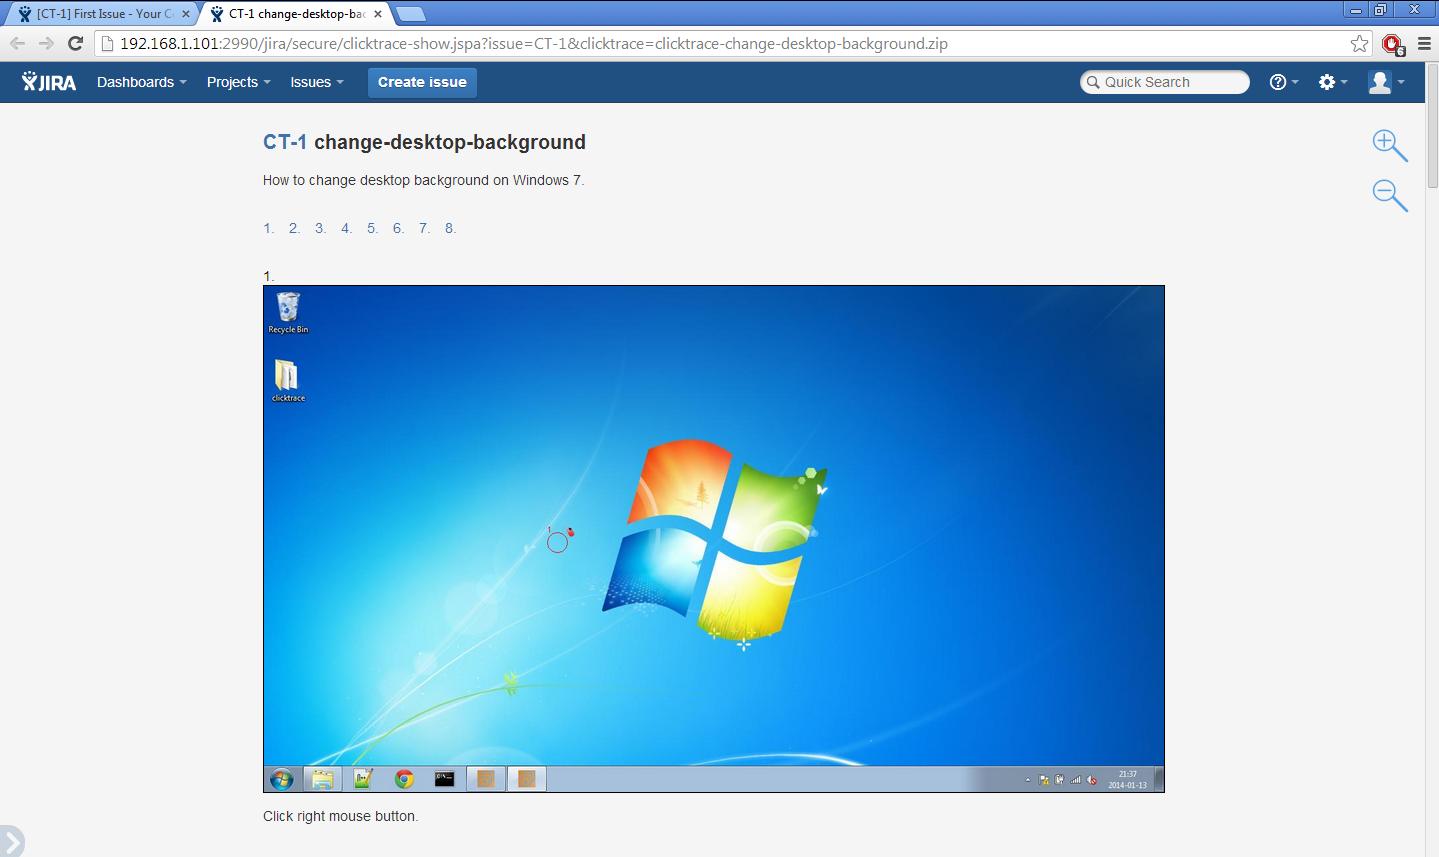 [CT-1] First Issue - Your C
CT-1 change-desktop-bac
192.168.1.101:2990/jira/secure/clicktrace-show.jspa?issue=CT-1&clicktrace=clicktrace-change-desktop-background.zip
6
JIRA Dashboards Projects Issues Create issue Quick Search
CT-1 change-desktop-background
How to change desktop background on Windows 7.
1. 2. 3. 4. 5. 6. 7. 8.
1.
Recycle Bin
clicktrace
1
21:37
2014-01-13
Click right mouse button.